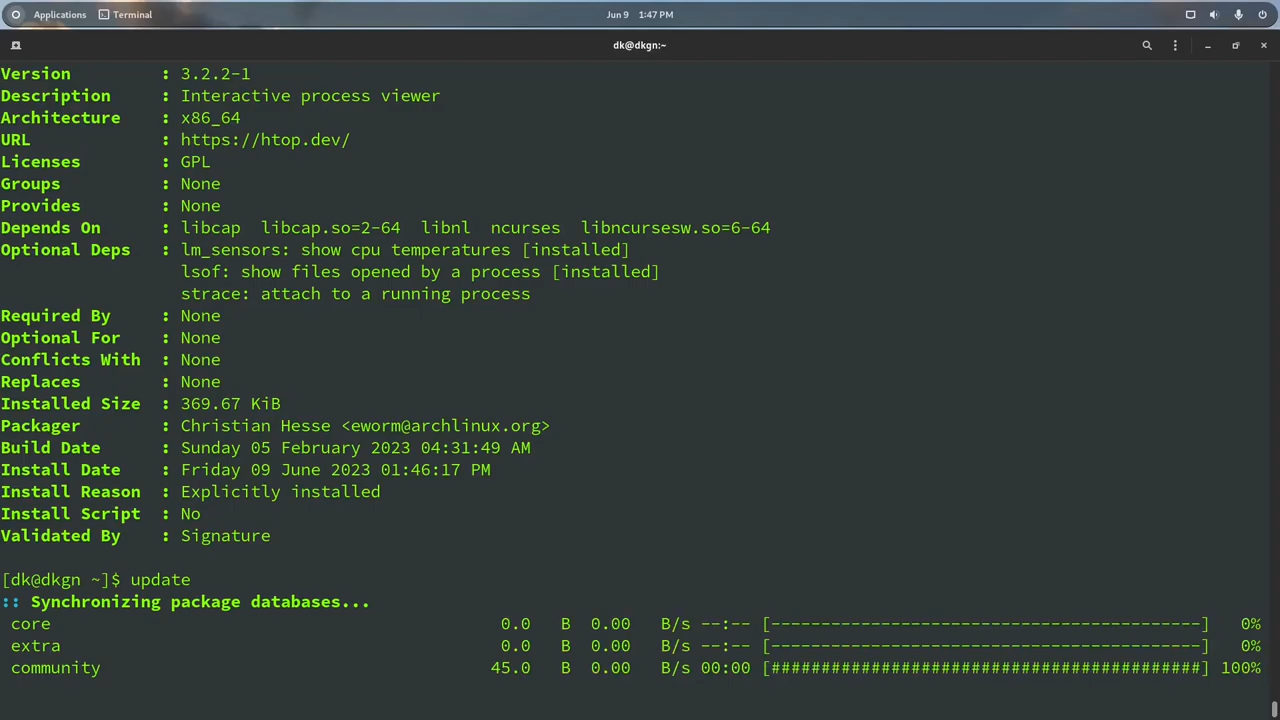 Applications Terminal Jun 9 1:47 PM
dk@dkgn:~
Version : 3.2.2-1
Description : Interactive process viewer
Architecture : x86_64
URL : https://htop.dev/
Licenses : GPL
Groups : None
Provides : None
Depends On : libcap libcap.so=2-64 libnl ncurses libncursesw.so=6-64
Optional Deps : lm_sensors: show cpu temperatures [installed]
lsof: show files opened by a process [installed]
strace: attach to a running process
Required By : None
Optional For : None
Conflicts With : None
Replaces : None
Installed Size : 369.67 KiB
Packager : Christian Hesse <eworm@archlinux.org>
Build Date : Sunday 05 February 2023 04:31:49 AM
Install Date : Friday 09 June 2023 01:46:17 PM
Install Reason : Explicitly installed
Install Script : No
Validated By : Signature
[dk@dkgn ~]$ update
:: Synchronizing package databases...
core 0.0 B 0.00 B/s --:-- [-------------------------------------------] 0%
extra 0.0 B 0.00 B/s --:-- [-------------------------------------------] 0%
community 45.0 B 0.00 B/s 00:00 [###########################################] 100%